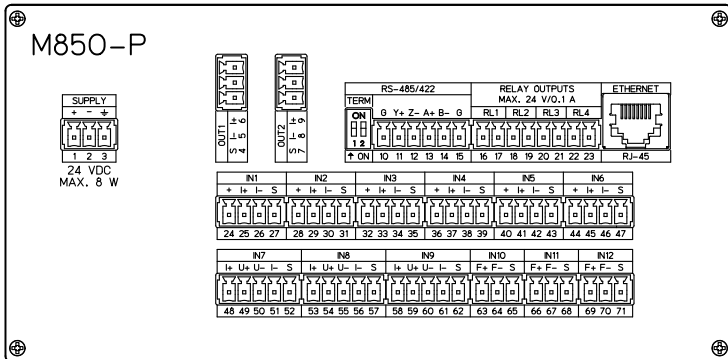 M850-P
SUPPLY
+ - ⏚
1 2 3
24 VDC
MAX. 8 W
OUT1
S I- I+
4 5 6
OUT2
S I- I+
7 8 9
RS-485/422
TERM
ON
1 2
↑ ON
G Y+ Z- A+ B- G
10 11 12 13 14 15
RELAY OUTPUTS
MAX. 24 V/0.1 A
RL1 RL2 RL3 RL4
16 17 18 19 20 21 22 23
ETHERNET
RJ-45
IN1 IN2 IN3 IN4 IN5 IN6
+ I+ I- S + I+ I- S + I+ I- S + I+ I- S + I+ I- S + I+ I- S
24 25 26 27 28 29 30 31 32 33 34 35 36 37 38 39 40 41 42 43 44 45 46 47
IN7 IN8 IN9 IN10 IN11 IN12
I+ U+ U- I- S I+ U+ U- I- S I+ U+ U- I- S F+ F- S F+ F- S F+ F- S
48 49 50 51 52 53 54 55 56 57 58 59 60 61 62 63 64 65 66 67 68 69 70 71